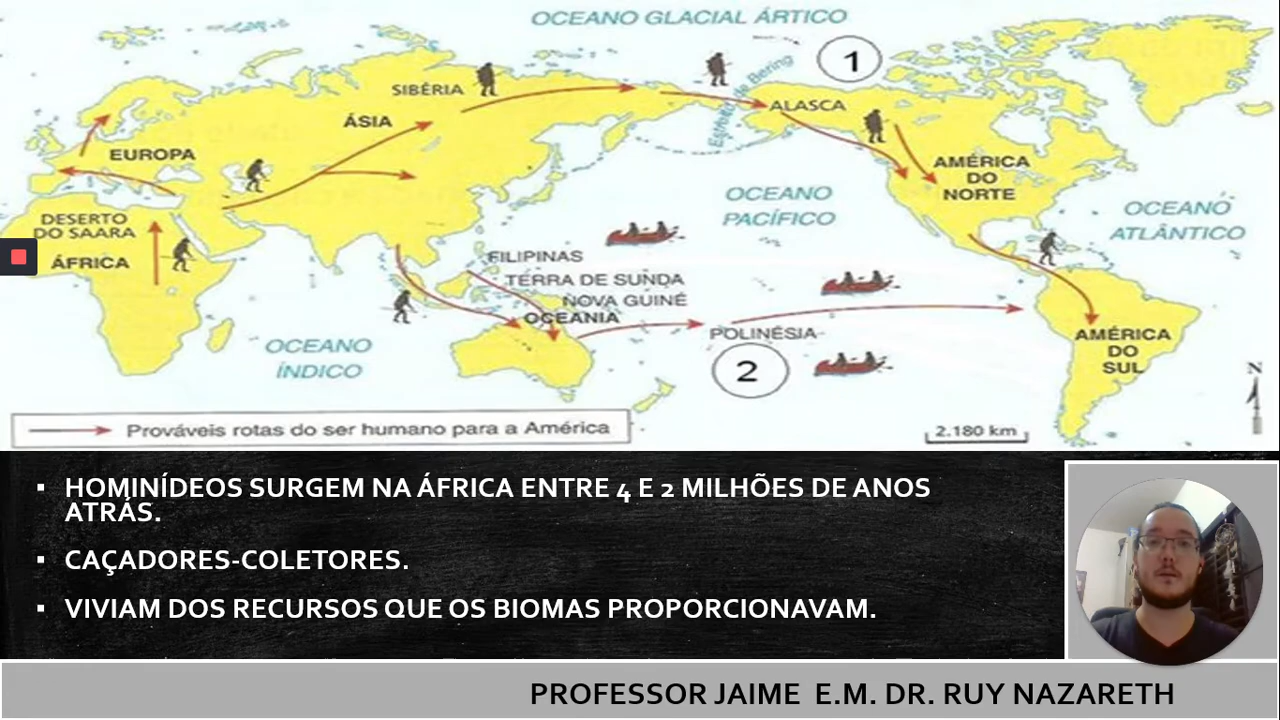 OCEANO GLACIAL ÁRTICO
1
Estreito de Bering
SIBÉRIA
ALASCA
ÁSIA
EUROPA
AMÉRICA
DO
NORTE
OCEANO
PACÍFICO
OCEANO
ATLÂNTICO
DESERTO
DO SAARA
ÁFRICA
FILIPINAS
TERRA DE SUNDA
NOVA GUINÉ
OCEANIA
POLINÉSIA
2
OCEANO
ÍNDICO
AMÉRICA
DO
SUL
N
Prováveis rotas do ser humano para a América
2.180 km
▪ HOMINÍDEOS SURGEM NA ÁFRICA ENTRE 4 E 2 MILHÕES DE ANOS
ATRÁS.
▪ CAÇADORES-COLETORES.
▪ VIVIAM DOS RECURSOS QUE OS BIOMAS PROPORCIONAVAM.
PROFESSOR JAIME E.M. DR. RUY NAZARETH